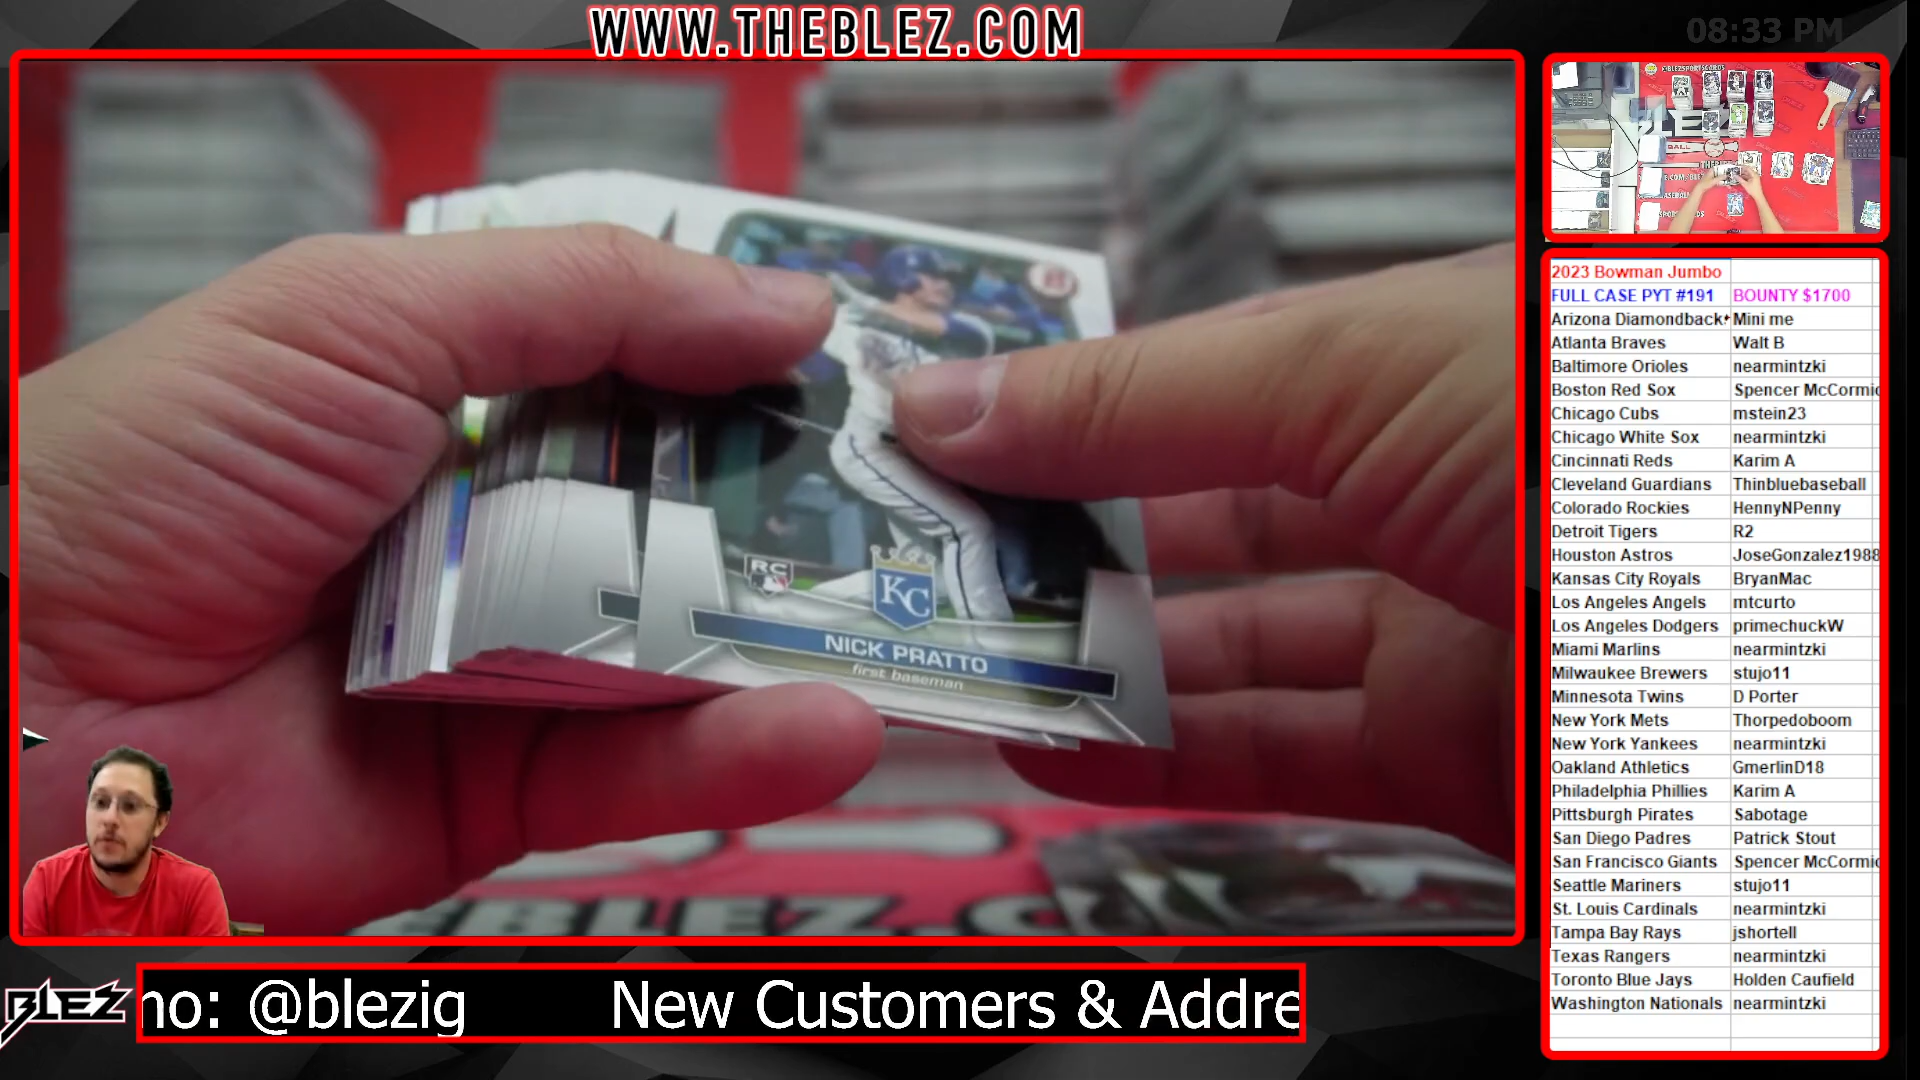 WWW.THEBLEZ.COM
08:33 PM
RC
KC
NICK PRATTO
first baseman
BLEZ
no: @blezig New Customers & Addre
2023 Bowman Jumbo
FULL CASE PYT #191 BOUNTY $1700
Arizona Diamondback Mini me
Atlanta Braves Walt B
Baltimore Orioles nearmintzki
Boston Red Sox Spencer McCormic
Chicago Cubs mstein23
Chicago White Sox nearmintzki
Cincinnati Reds Karim A
Cleveland Guardians Thinbluebaseball
Colorado Rockies HennyNPenny
Detroit Tigers R2
Houston Astros JoseGonzalez1988
Kansas City Royals BryanMac
Los Angeles Angels mtcurto
Los Angeles Dodgers primechuckW
Miami Marlins nearmintzki
Milwaukee Brewers stujo11
Minnesota Twins D Porter
New York Mets Thorpedoboom
New York Yankees nearmintzki
Oakland Athletics GmerlinD18
Philadelphia Phillies Karim A
Pittsburgh Pirates Sabotage
San Diego Padres Patrick Stout
San Francisco Giants Spencer McCormic
Seattle Mariners stujo11
St. Louis Cardinals nearmintzki
Tampa Bay Rays jshortell
Texas Rangers nearmintzki
Toronto Blue Jays Holden Caufield
Washington Nationals nearmintzki